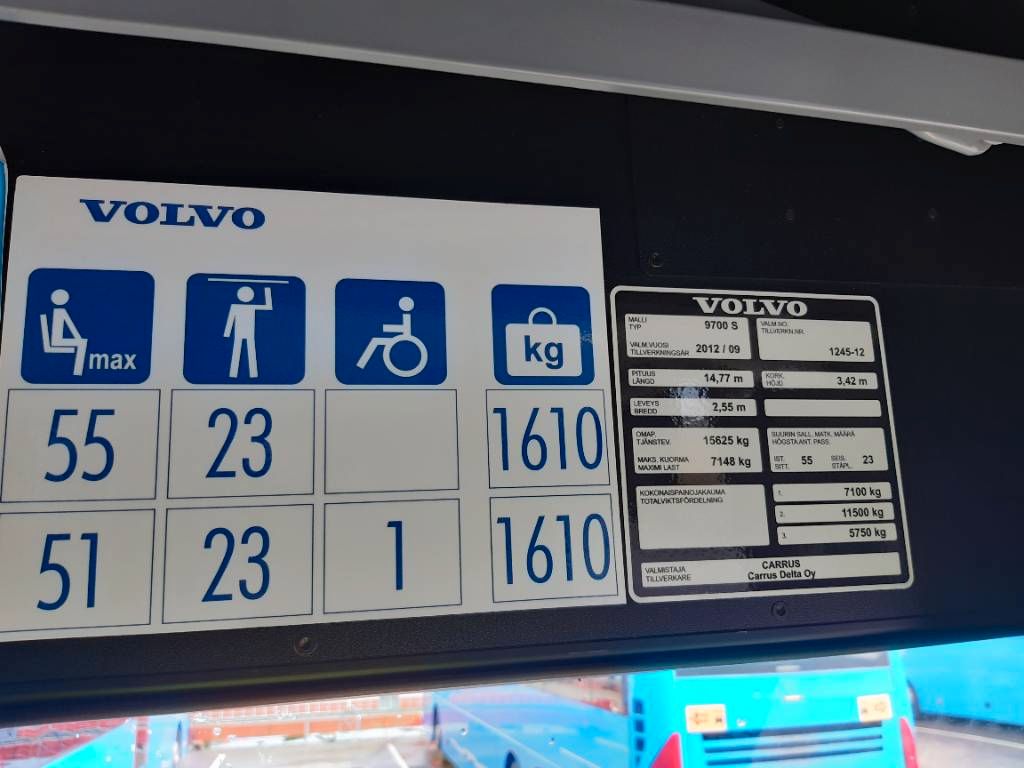 VOLVO
max
kg
55 23 1610
51 23 1 1610
VOLVO
MALLI
TYP
9700 S
VALM.NO.
TILLVERKN.NR.
1245-12
VALM.VUOSI
TILLVERKNINGSÅR
2012 / 09
PITUUS
LÄNGD
14,77 m
KORK.
HÖJD
3,42 m
LEVEYS
BREDD
2,55 m
OMAP.
TJÄNSTEV.
15625 kg
MAKS. KUORMA
MAXIMI LAST
7148 kg
SUURIN SALL. MATK. MÄÄRÄ
HÖGSTA ANT. PASS.
IST.
SITT.
55
SEIS.
STÅPL.
23
KOKONAISPAINOJAKAUMA
TOTALVIKTSFÖRDELNING
1. 7100 kg
2. 11500 kg
3. 5750 kg
VALMISTAJA
TILLVERKARE
CARRUS
Carrus Delta Oy